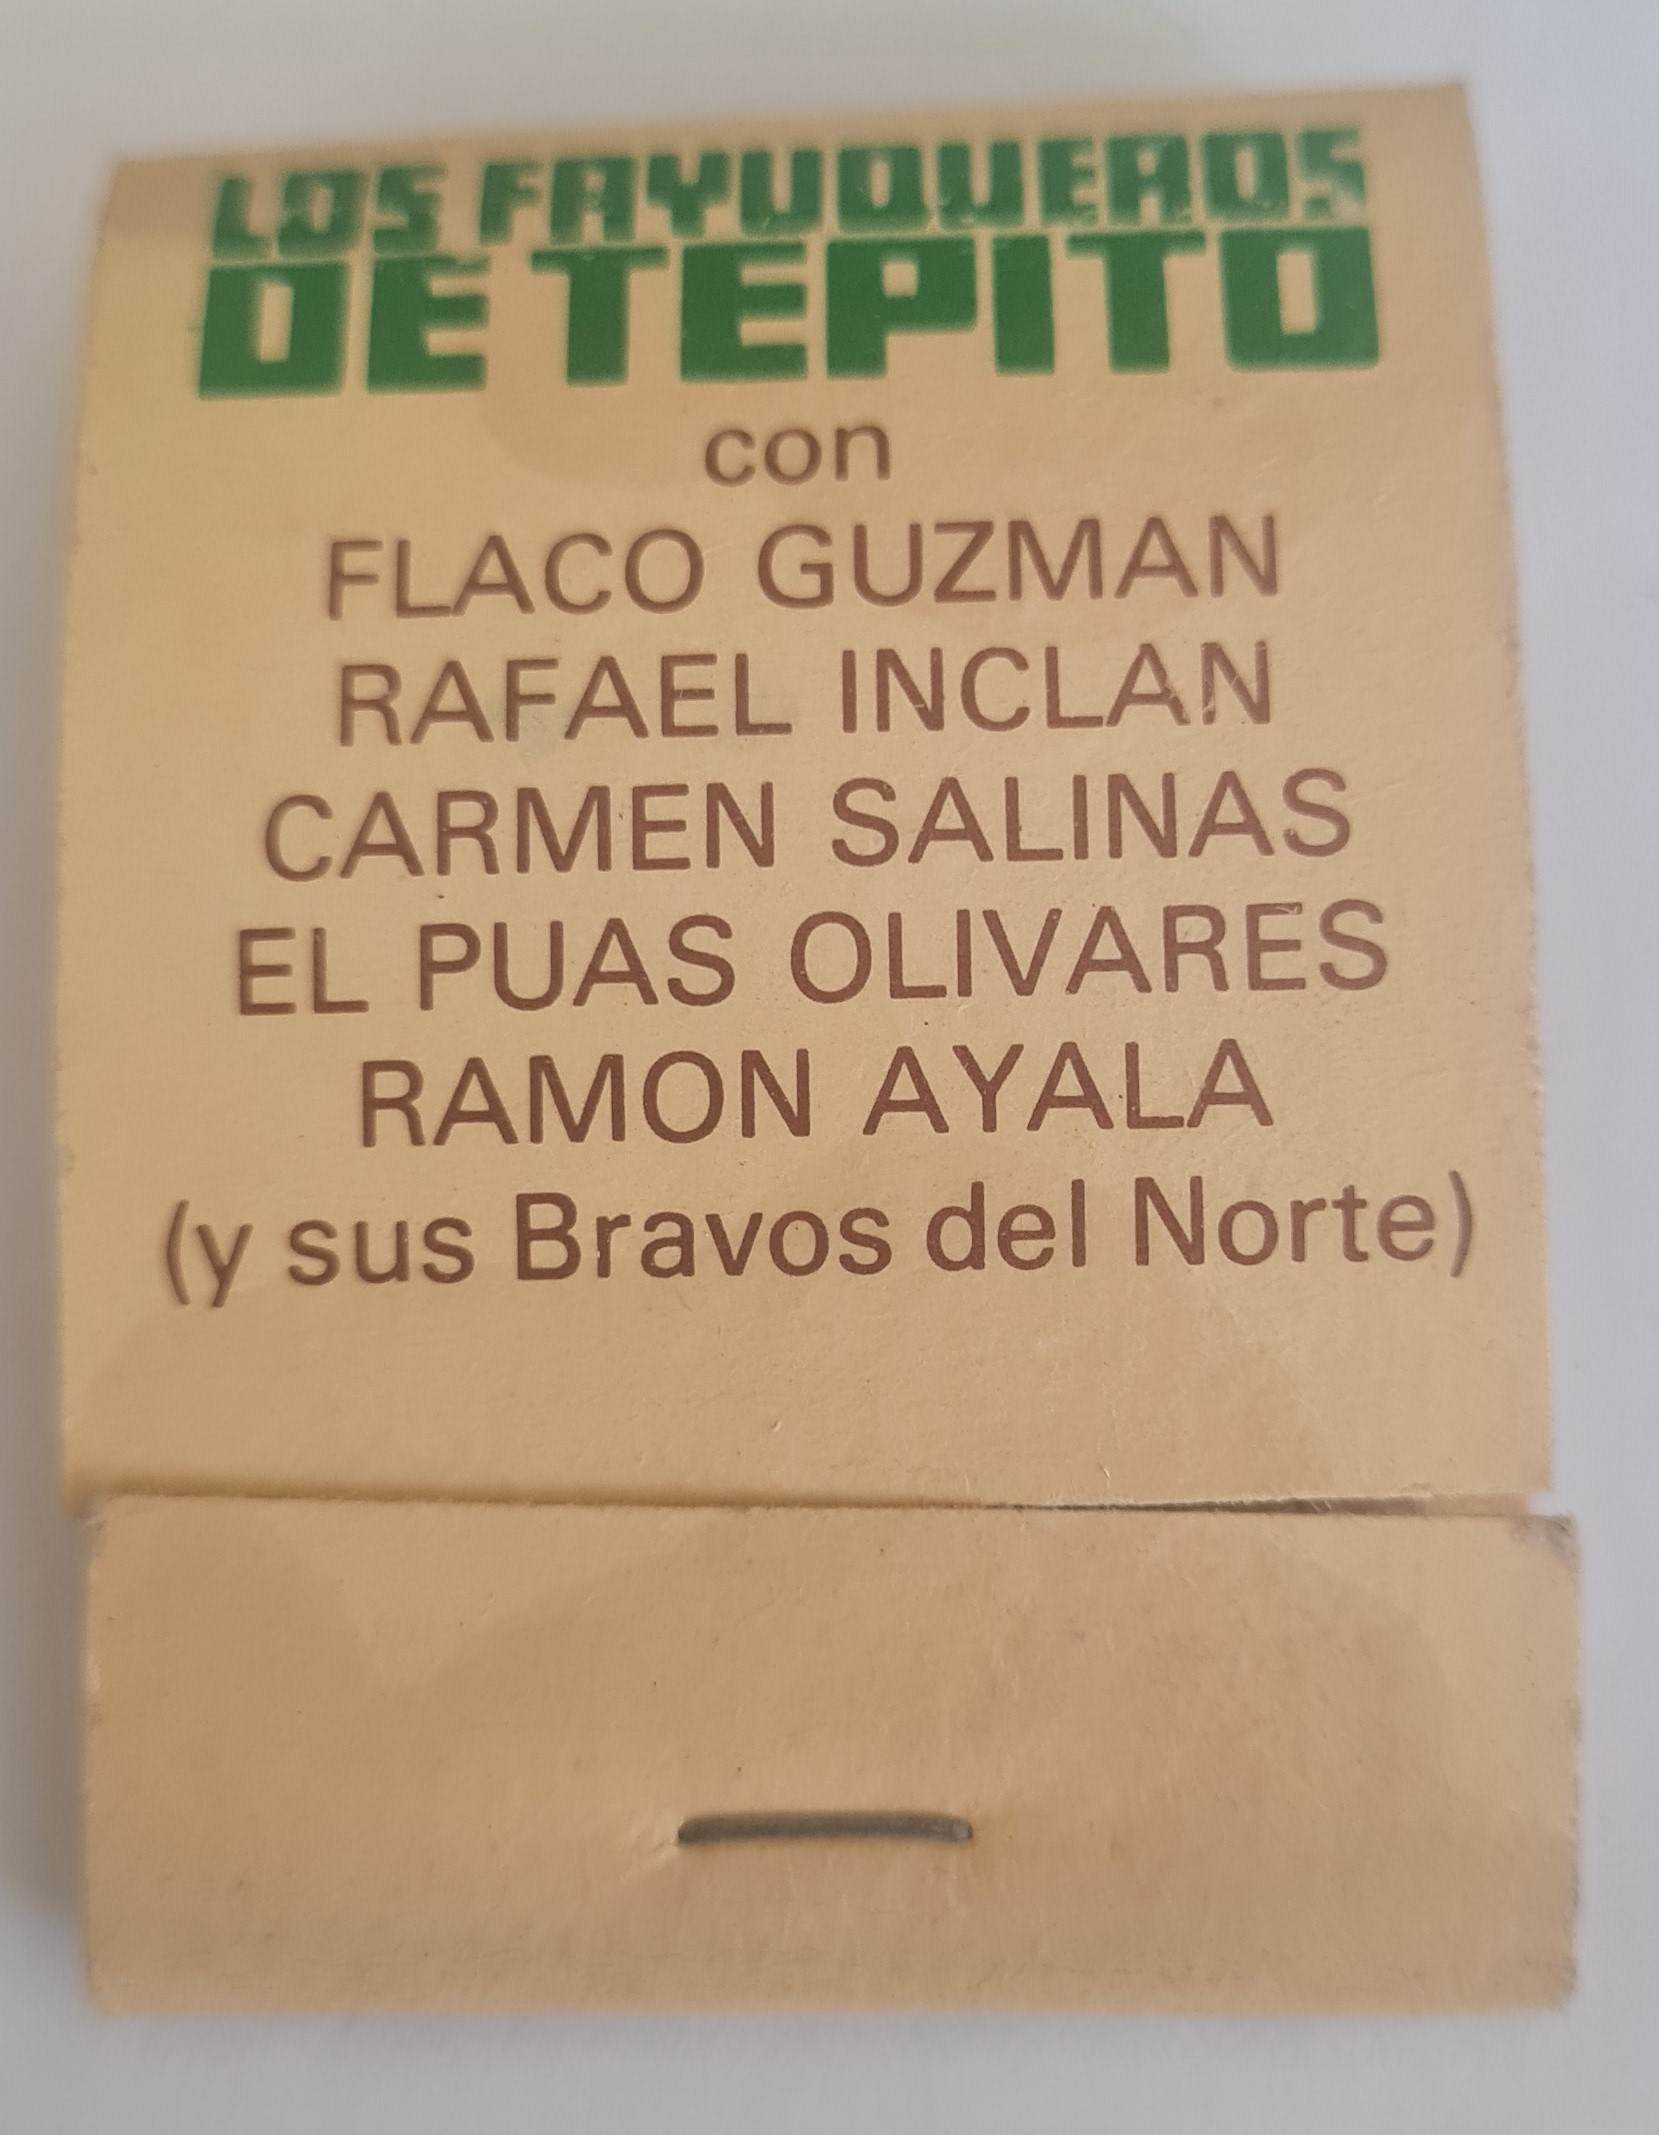 LOS FAYUQUEROS
DE TEPITO
con
FLACO GUZMAN
RAFAEL INCLAN
CARMEN SALINAS
EL PUAS OLIVARES
RAMON AYALA
(y sus Bravos del Norte)